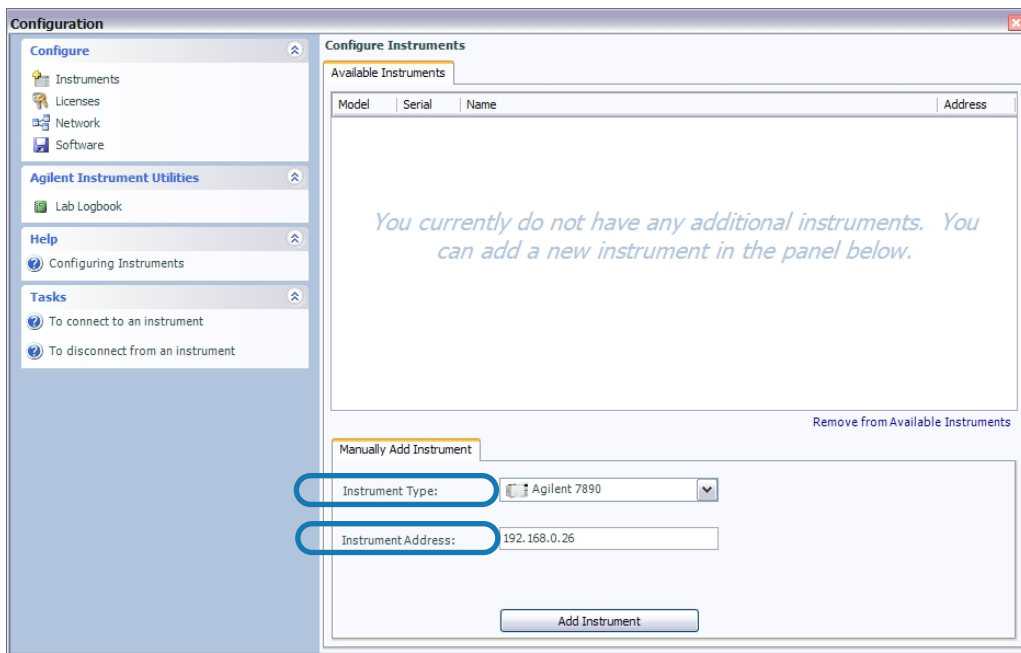 Configuration
Configure
Instruments
Licenses
Network
Software
Agilent Instrument Utilities
Lab Logbook
Help
Configuring Instruments
Tasks
To connect to an instrument
To disconnect from an instrument
Configure Instruments
Available Instruments
Model Serial Name Address
You currently do not have any additional instruments. You
can add a new instrument in the panel below.
Remove from Available Instruments
Manually Add Instrument
Instrument Type: Agilent 7890
Instrument Address: 192.168.0.26
Add Instrument